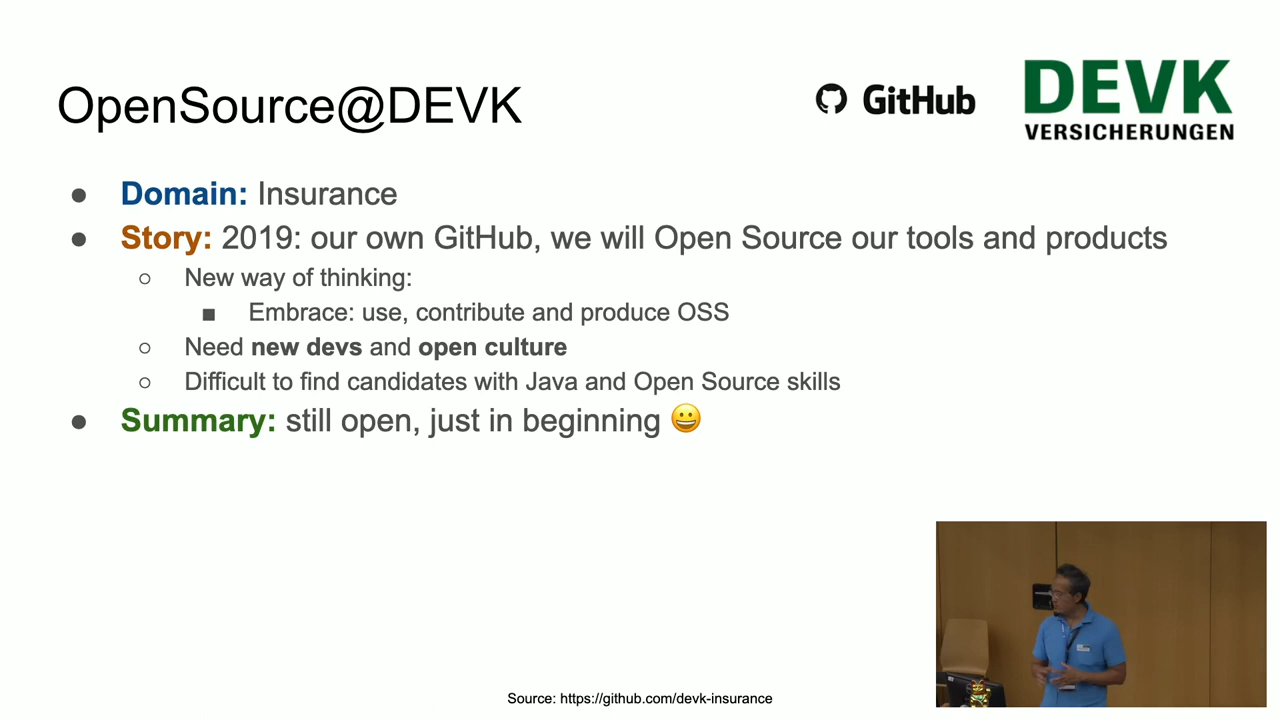 OpenSource@DEVK
GitHub
DEVK
VERSICHERUNGEN
● Domain: Insurance
● Story: 2019: our own GitHub, we will Open Source our tools and products
○ New way of thinking:
■ Embrace: use, contribute and produce OSS
○ Need new devs and open culture
○ Difficult to find candidates with Java and Open Source skills
● Summary: still open, just in beginning 😀
Source: https://github.com/devk-insurance